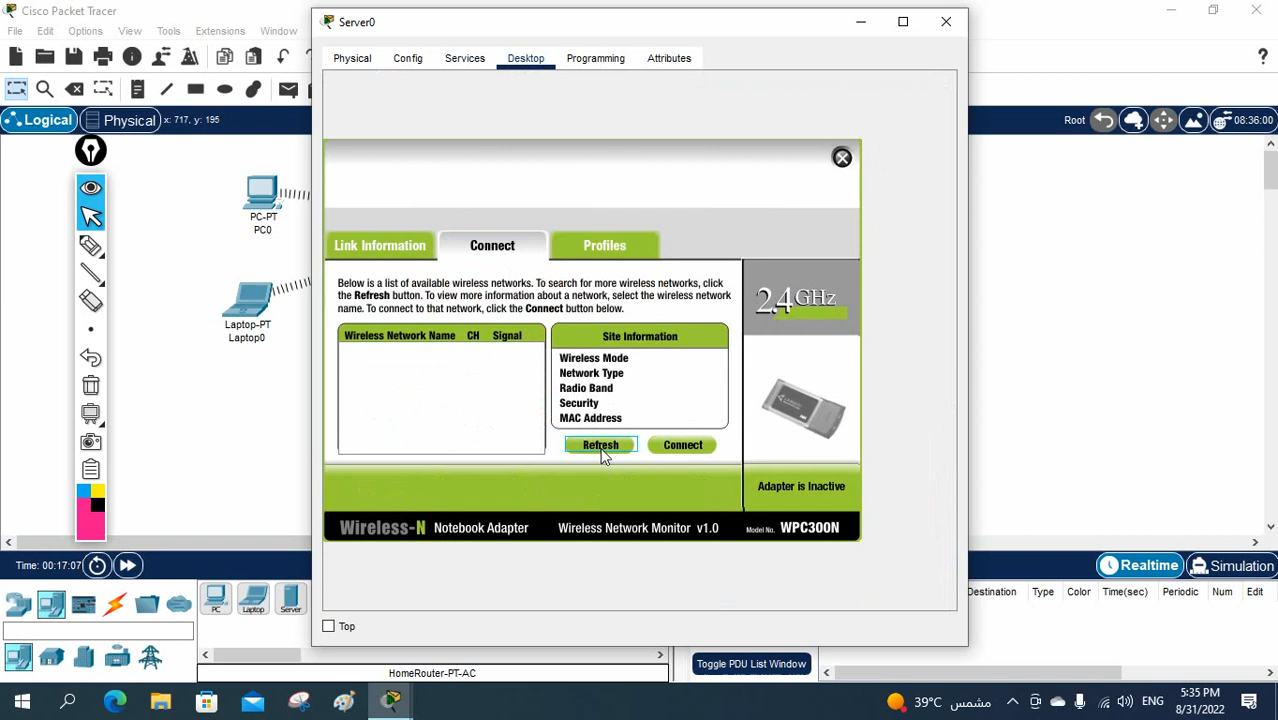 Cisco Packet Tracer
Server0
File Edit Options View Tools Extensions Window
Physical Config Services Desktop Programming Attributes
Logical Physical x: 717, y: 195
Root 08:36:00
PC-PT
PC0
Laptop-PT
Laptop0
Link Information Connect Profiles
Below is a list of available wireless networks. To search for more wireless networks, click
the Refresh button. To view more information about a network, select the wireless network
name. To connect to that network, click the Connect button below.
2.4GHz
Wireless Network Name CH Signal
Site Information
Wireless Mode
Network Type
Radio Band
Security
MAC Address
Refresh Connect
Adapter is Inactive
Wireless-N Notebook Adapter Wireless Network Monitor v1.0 Model No. WPC300N
Time: 00:17:07
Realtime Simulation
PC Laptop Server
Destination Type Color Time(sec) Periodic Num Edit
Top
HomeRouter-PT-AC
Toggle PDU List Window
39°C مشمس
ENG
5:35 PM
8/31/2022